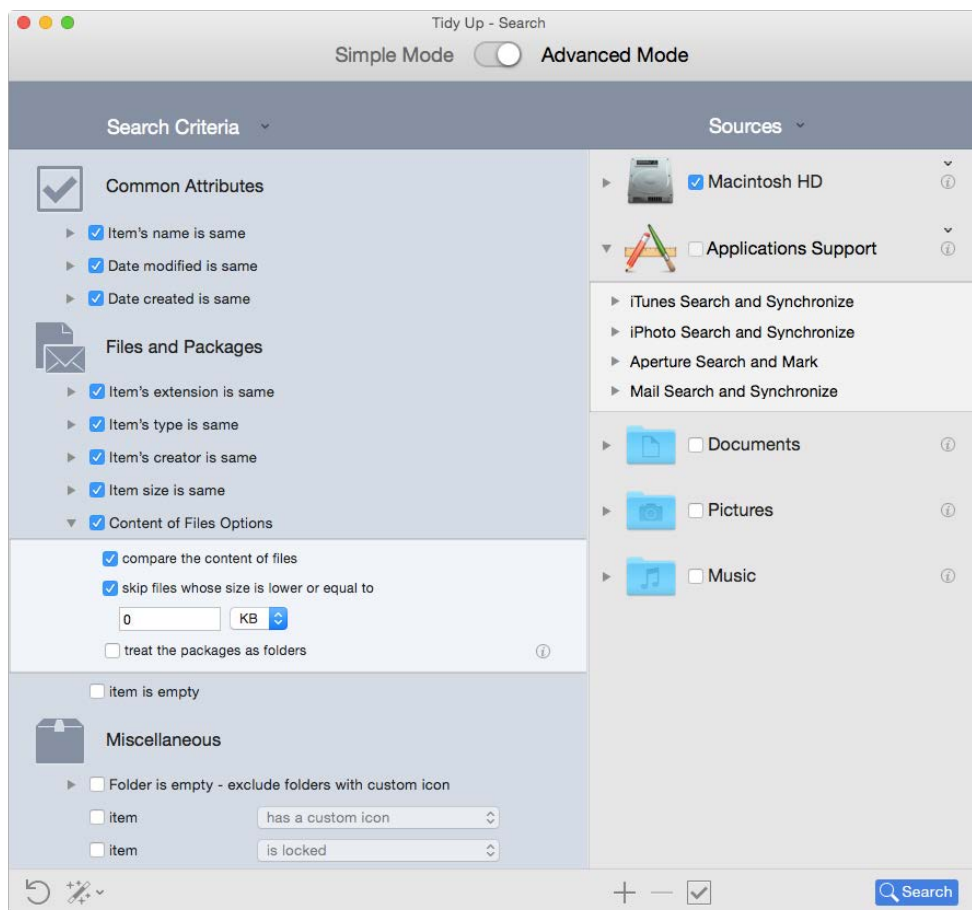 Tidy Up - Search
Simple Mode Advanced Mode
Search Criteria
Common Attributes
Item's name is same
Date modified is same
Date created is same
Files and Packages
Item's extension is same
Item's type is same
Item's creator is same
Item size is same
Content of Files Options
compare the content of files
skip files whose size is lower or equal to
0 KB
treat the packages as folders
item is empty
Miscellaneous
Folder is empty - exclude folders with custom icon
item has a custom icon
item is locked
Sources
Macintosh HD
Applications Support
iTunes Search and Synchronize
iPhoto Search and Synchronize
Aperture Search and Mark
Mail Search and Synchronize
Documents
Pictures
Music
Search